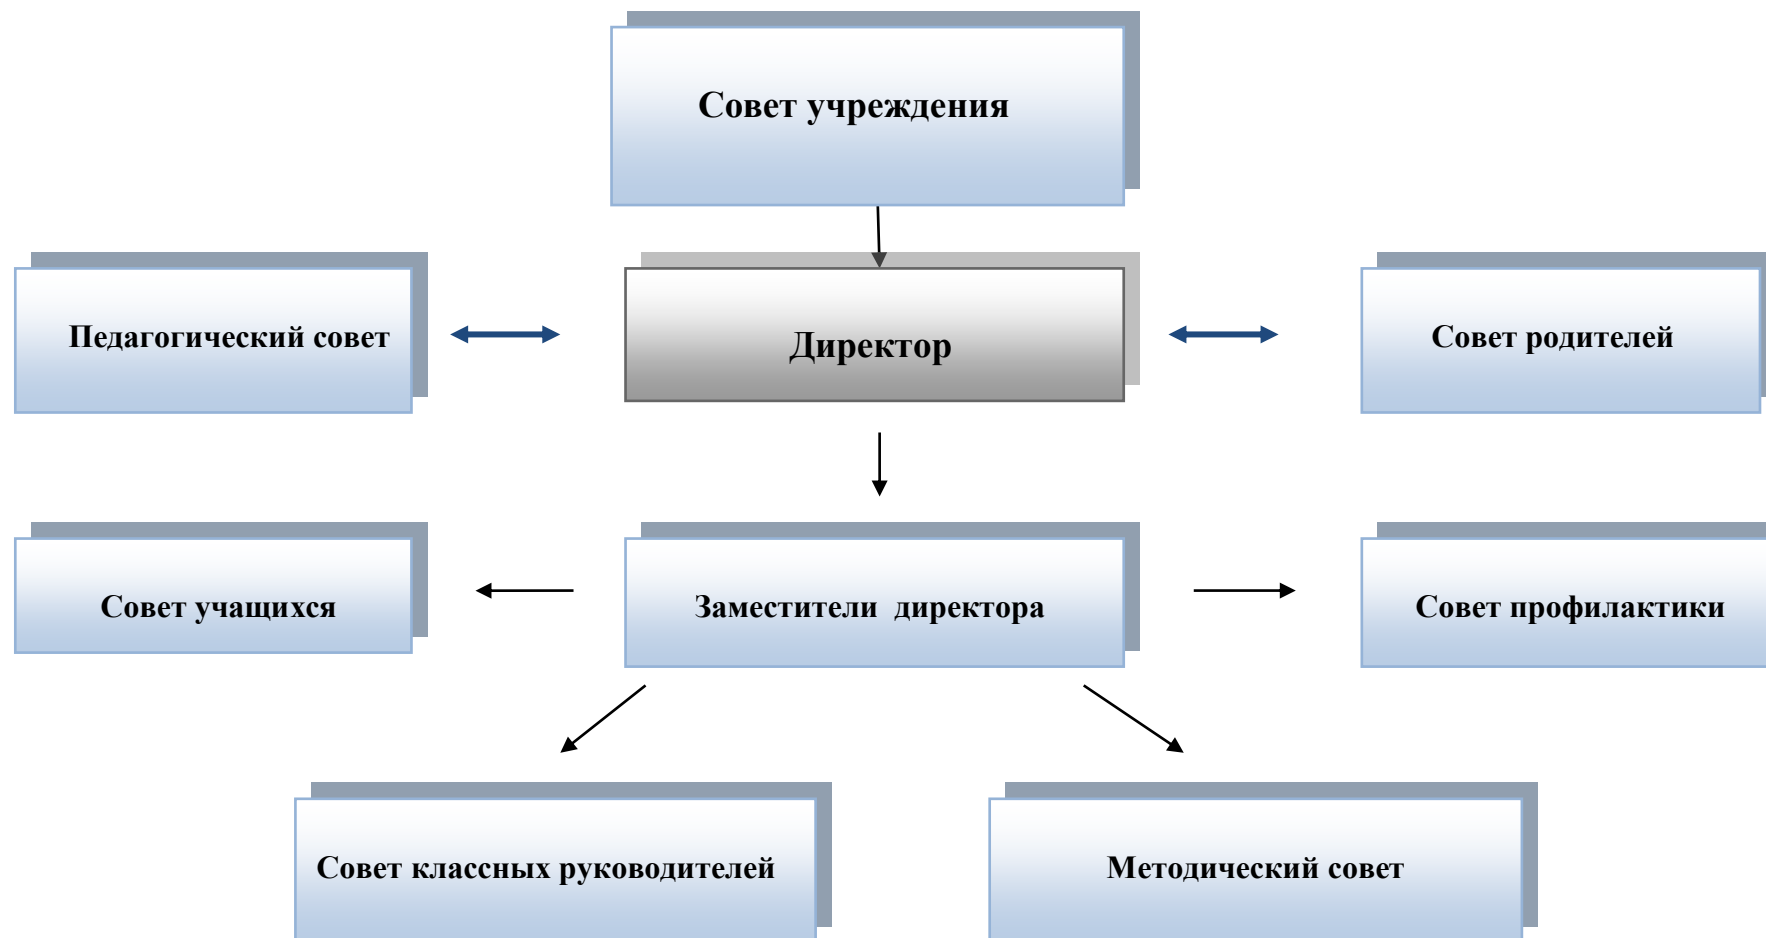 Совет учреждения
Педагогический совет
Директор
Совет родителей
Совет учащихся
Заместители директора
Совет профилактики
Совет классных руководителей
Методический совет